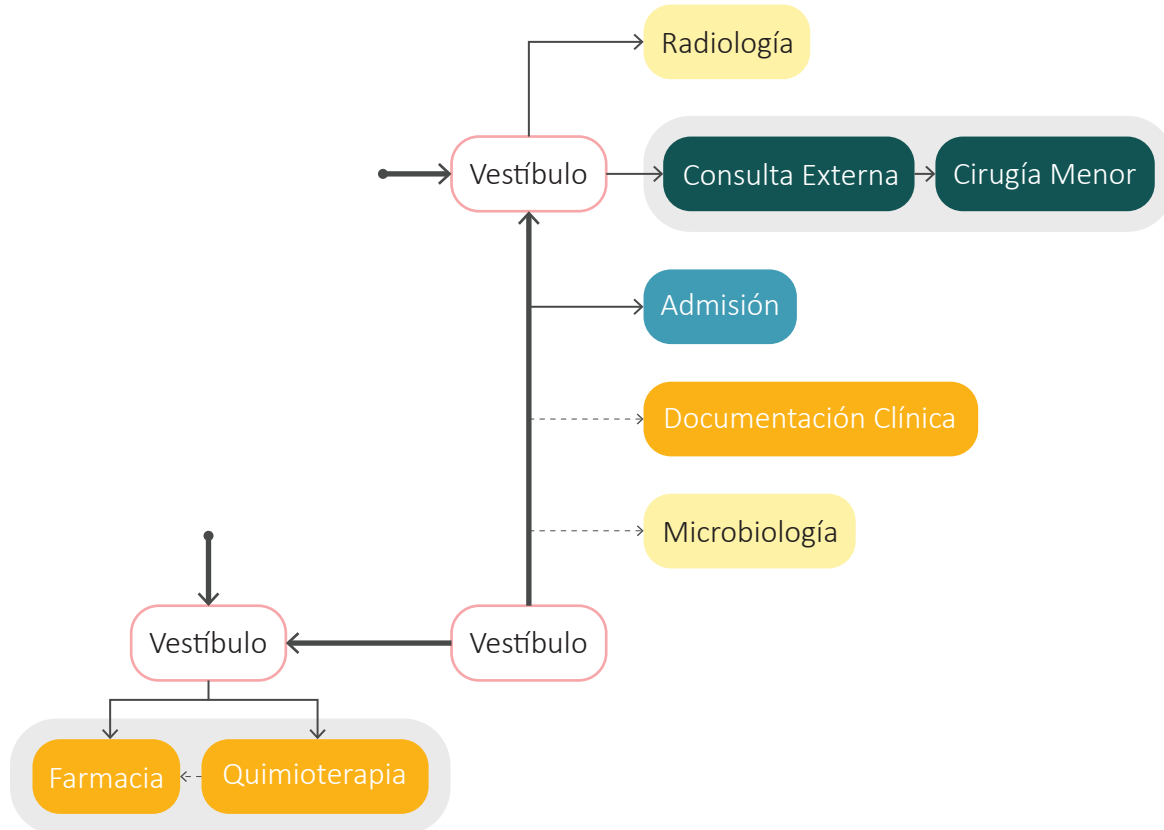 Radiología
Vestíbulo
Consulta Externa
Cirugía Menor
Admisión
Documentación Clínica
Microbiología
Vestíbulo
Vestíbulo
Farmacia
Quimioterapia